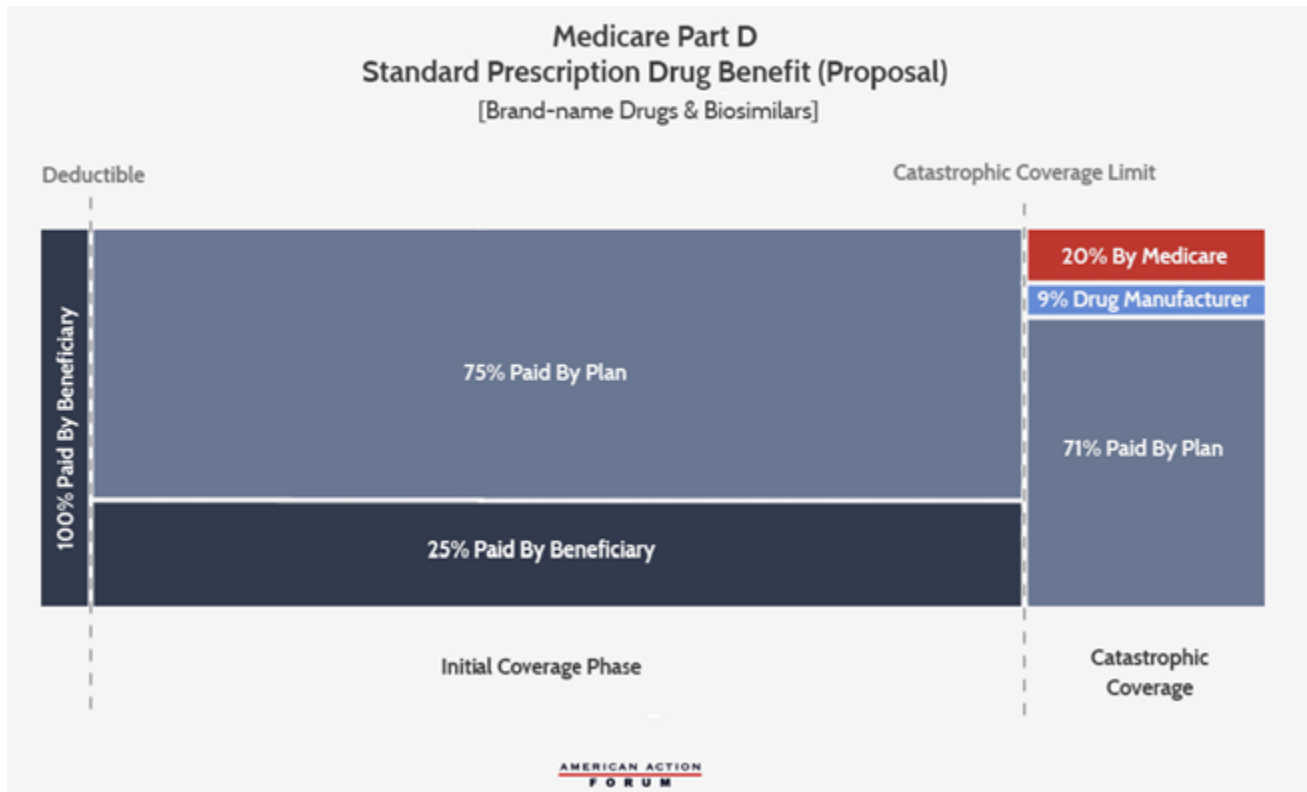 Medicare Part D
Standard Prescription Drug Benefit (Proposal)
[Brand-name Drugs & Biosimilars]
Deductible
Catastrophic Coverage Limit
100% Paid By Beneficiary
75% Paid By Plan
25% Paid By Beneficiary
20% By Medicare
9% Drug Manufacturer
71% Paid By Plan
Initial Coverage Phase
Catastrophic
Coverage
AMERICAN ACTION
FORUM